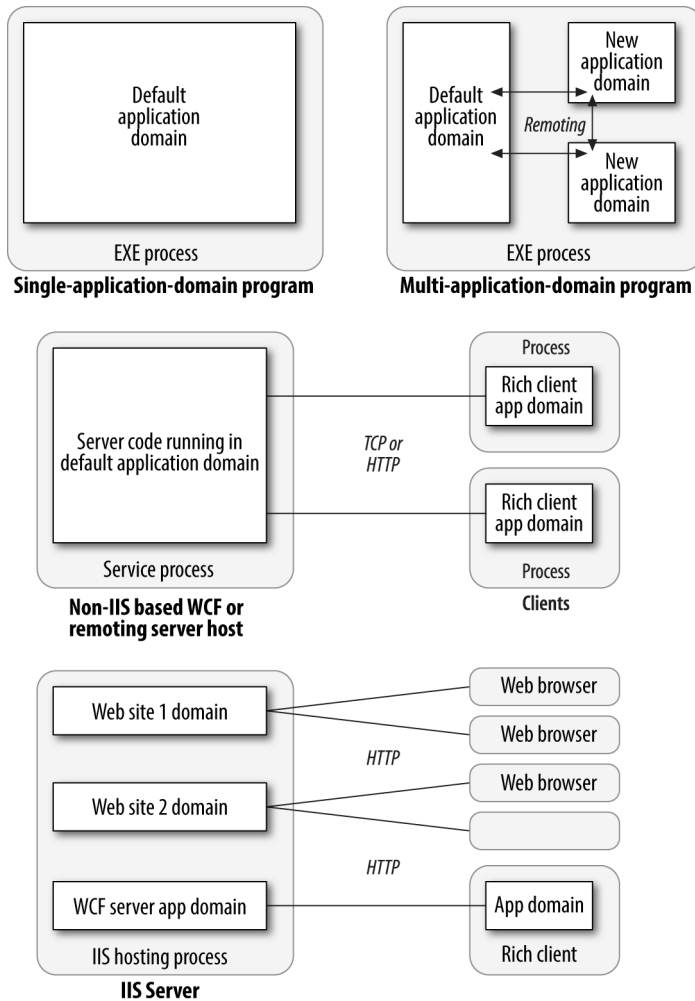 Default
application
domain
EXE process
Single-application-domain program
Default
application
domain
Remoting
New
application
domain
New
application
domain
EXE process
Multi-application-domain program
Server code running in
default application domain
Service process
Non-IIS based WCF or
remoting server host
TCP or
HTTP
Process
Rich client
app domain
Rich client
app domain
Process
Clients
Web site 1 domain
Web site 2 domain
WCF server app domain
IIS hosting process
IIS Server
HTTP
HTTP
Web browser
Web browser
Web browser
App domain
Rich client